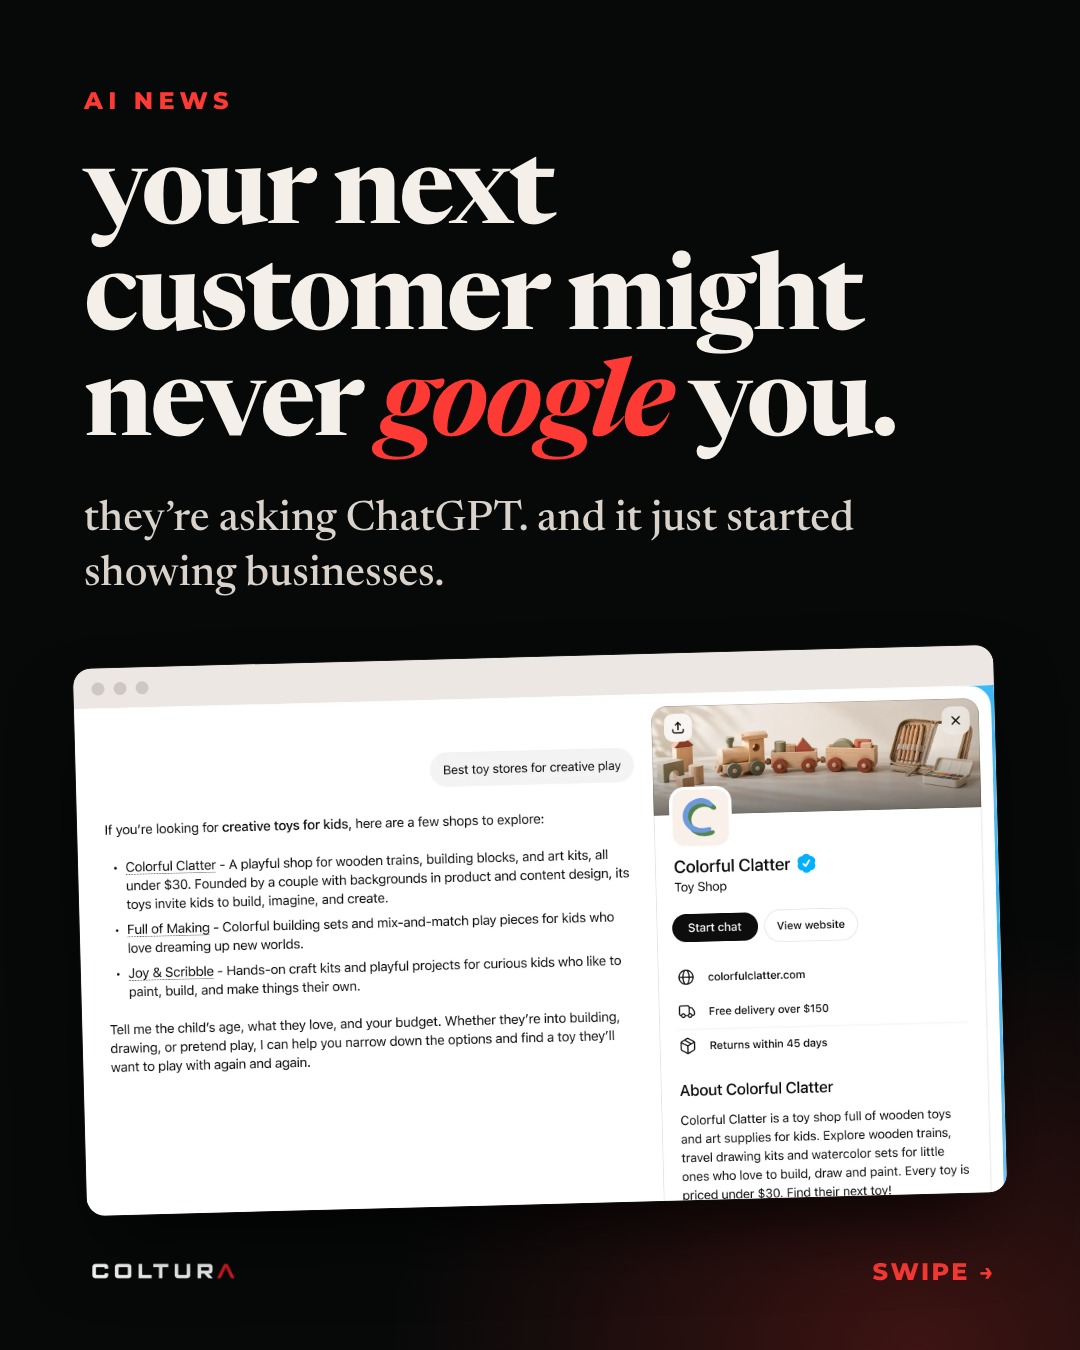 AI NEWS
your next
customer might
never google you.
they're asking ChatGPT. and it just started
showing businesses.
Best toy stores for creative play
If you're looking for creative toys for kids, here are a few shops to explore:
• Colorful Clatter - A playful shop for wooden trains, building blocks, and art kits, all
under $30. Founded by a couple with backgrounds in product and content design, its
toys invite kids to build, imagine, and create.
• Full of Making - Colorful building sets and mix-and-match play pieces for kids who
love dreaming up new worlds.
• Joy & Scribble - Hands-on craft kits and playful projects for curious kids who like to
paint, build, and make things their own.
Tell me the child's age, what they love, and your budget. Whether they're into building,
drawing, or pretend play, I can help you narrow down the options and find a toy they'll
want to play with again and again.
Colorful Clatter
Toy Shop
Start chat
View website
colorfulclatter.com
Free delivery over $150
Returns within 45 days
About Colorful Clatter
Colorful Clatter is a toy shop full of wooden toys
and art supplies for kids. Explore wooden trains,
travel drawing kits and watercolor sets for little
ones who love to build, draw and paint. Every toy is
priced under $30. Find their next toy!
COLTURA
SWIPE →